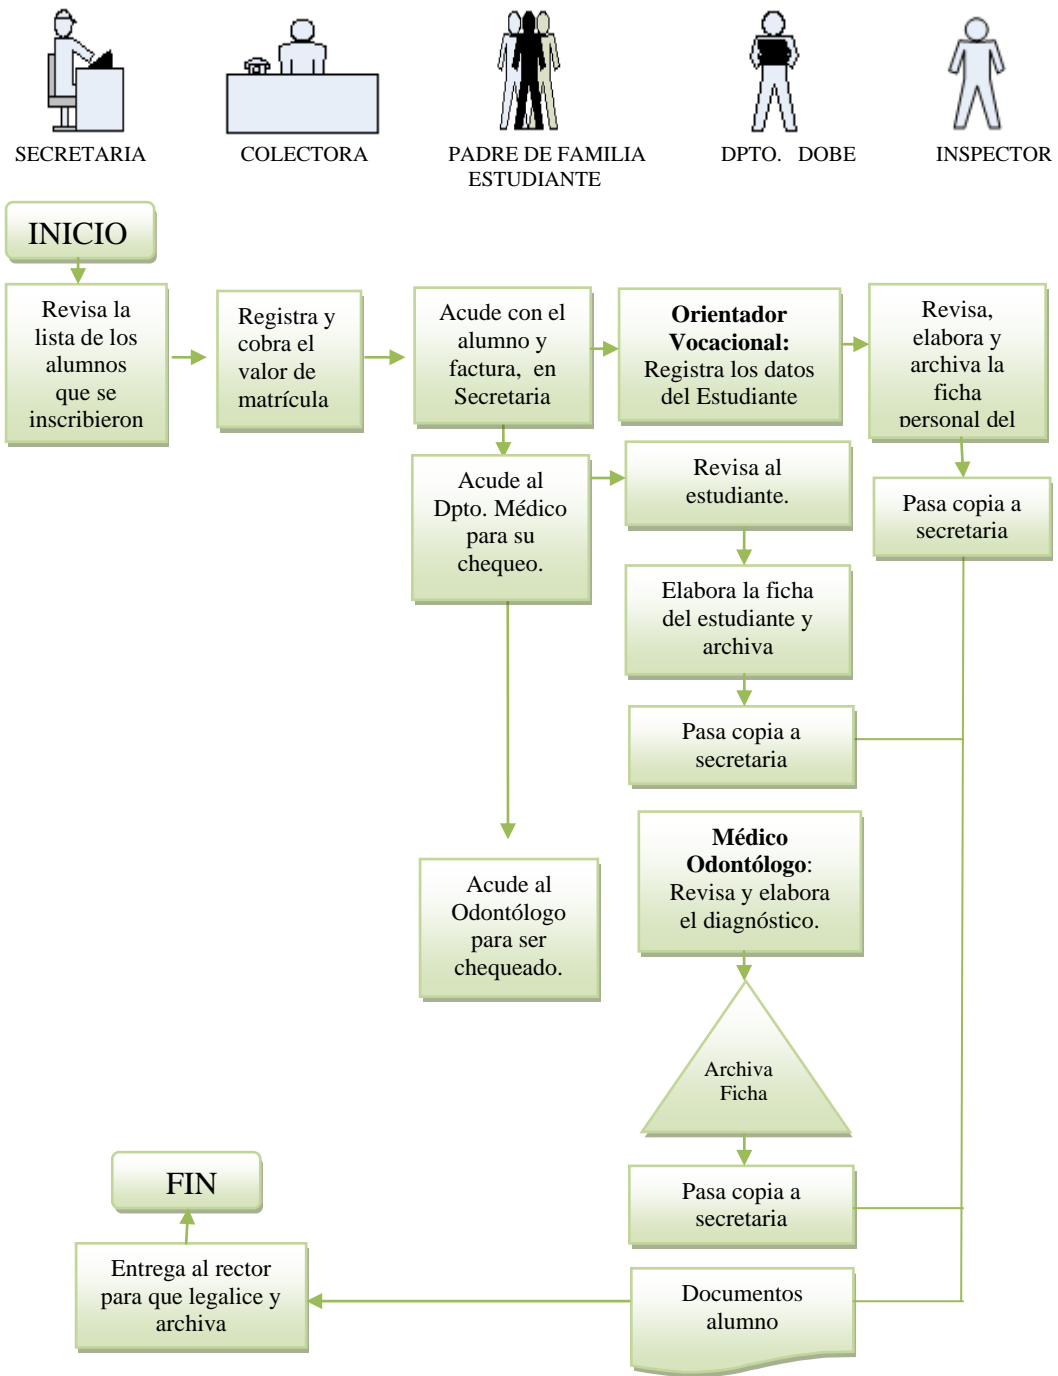 SECRETARIA
COLECTORA
PADRE DE FAMILIA
ESTUDIANTE
DPTO. DOBE
INSPECTOR
INICIO
Revisa la
lista de los
alumnos
que se
inscribieron
Registra y
cobra el
valor de
matrícula
Acude con el
alumno y
factura, en
Secretaria
Orientador
Vocacional:
Registra los datos
del Estudiante
Revisa,
elabora y
archiva la
ficha
personal del
Acude al
Dpto. Médico
para su
chequeo.
Revisa al
estudiante.
Pasa copia a
secretaria
Elabora la ficha
del estudiante y
archiva
Pasa copia a
secretaria
Médico
Odontólogo:
Revisa y elabora
el diagnóstico.
Acude al
Odontólogo
para ser
chequeado.
Archiva
Ficha
Pasa copia a
secretaria
FIN
Entrega al rector
para que legalice y
archiva
Documentos
alumno